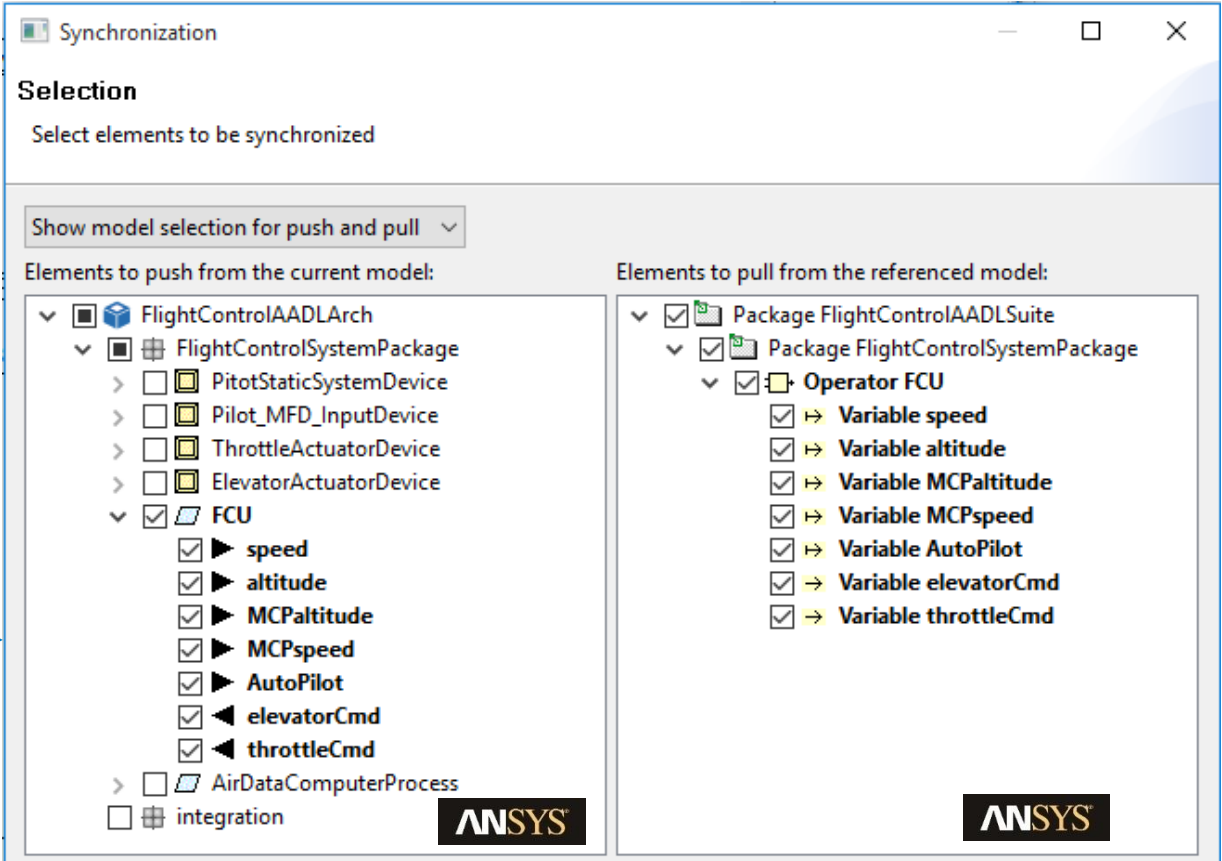 Synchronization
Selection
Select elements to be synchronized
Show model selection for push and pull
Elements to push from the current model:
FlightControlAADLArch
FlightControlSystemPackage
PitotStaticSystemDevice
Pilot_MFD_InputDevice
ThrottleActuatorDevice
ElevatorActuatorDevice
FCU
speed
altitude
MCPaltitude
MCPspeed
AutoPilot
elevatorCmd
throttleCmd
AirDataComputerProcess
integration
ANSYS®
Elements to pull from the referenced model:
Package FlightControlAADLSuite
Package FlightControlSystemPackage
Operator FCU
Variable speed
Variable altitude
Variable MCPaltitude
Variable MCPspeed
Variable AutoPilot
Variable elevatorCmd
Variable throttleCmd
ANSYS®